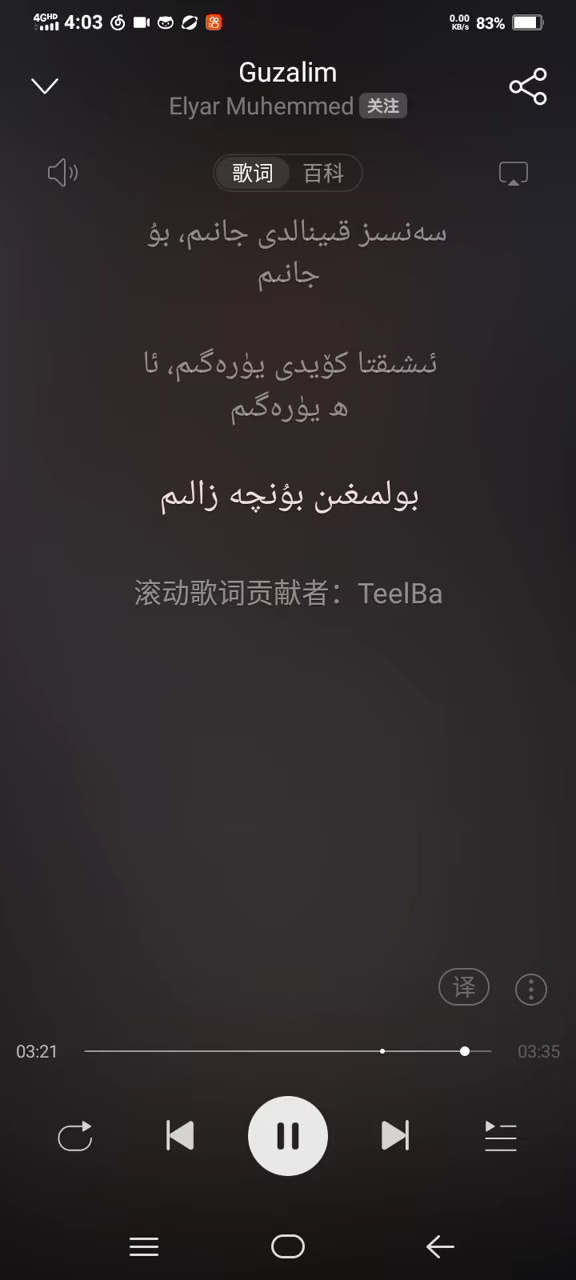 4GHD 4:03 0.00 KB/s 83%
Guzalim
Elyar Muhemmed 关注
歌词 百科
سەنسىز قىينالدى جانىم، بۇ
جانىم
ئىشىقتا كۆيدى يۈرەگىم، ئا
ھ يۈرەگىم
بولمىغىن بۇنچە زالىم
滚动歌词贡献者：TeelBa
译
03:21 03:35